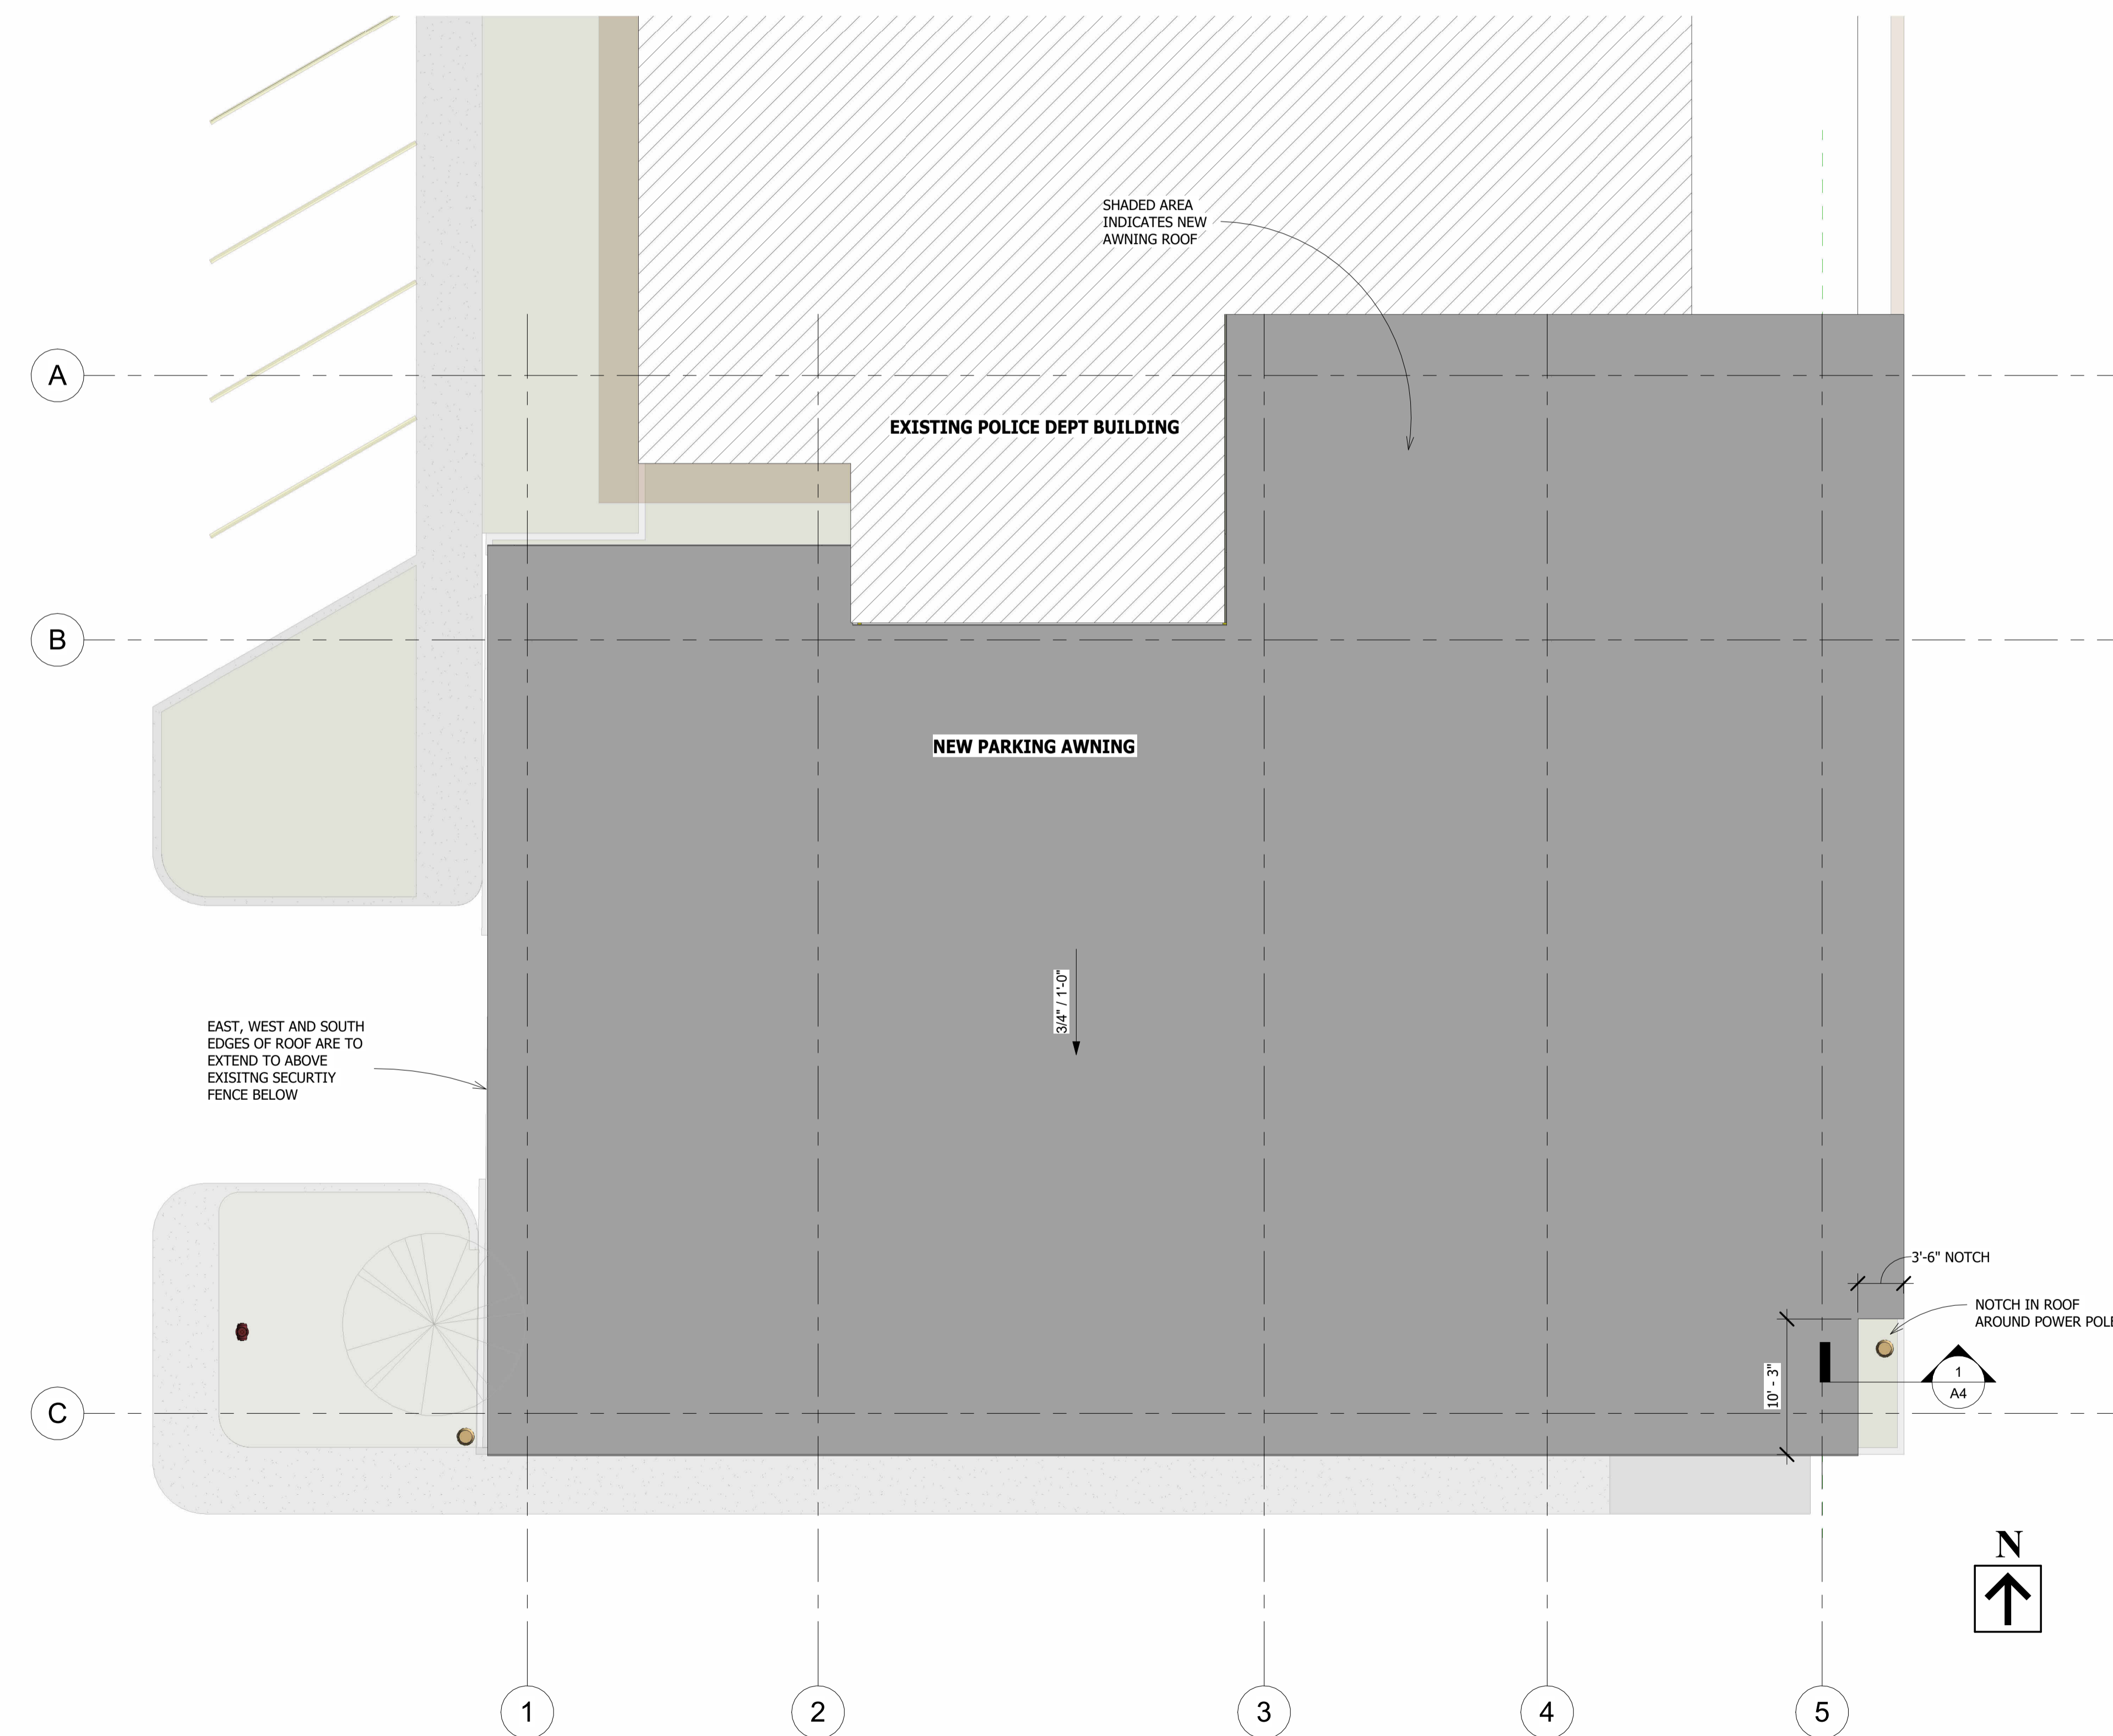 SHADED AREA
INDICATES NEW
AWNING ROOF
A
EXISTING POLICE DEPT BUILDING
B
NEW PARKING AWNING
3/4" / 1'-0"
EAST, WEST AND SOUTH
EDGES OF ROOF ARE TO
EXTEND TO ABOVE
EXISITNG SECURTIY
FENCE BELOW
3'-6" NOTCH
NOTCH IN ROOF
AROUND POWER POLE
10' - 3"
1
A4
C
N
1
2
3
4
5